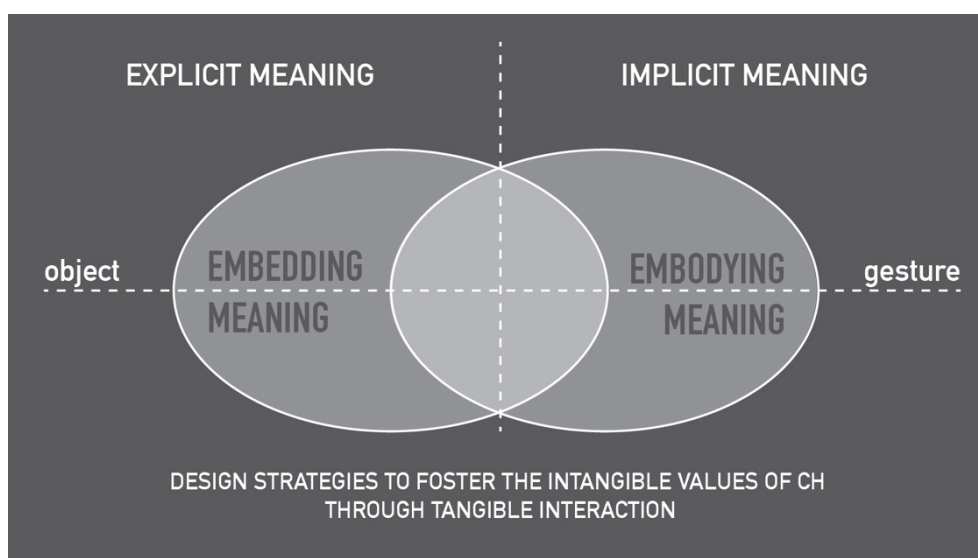 EXPLICIT MEANING
IMPLICIT MEANING
object
EMBEDDING
MEANING
EMBODYING
MEANING
gesture
DESIGN STRATEGIES TO FOSTER THE INTANGIBLE VALUES OF CH
THROUGH TANGIBLE INTERACTION